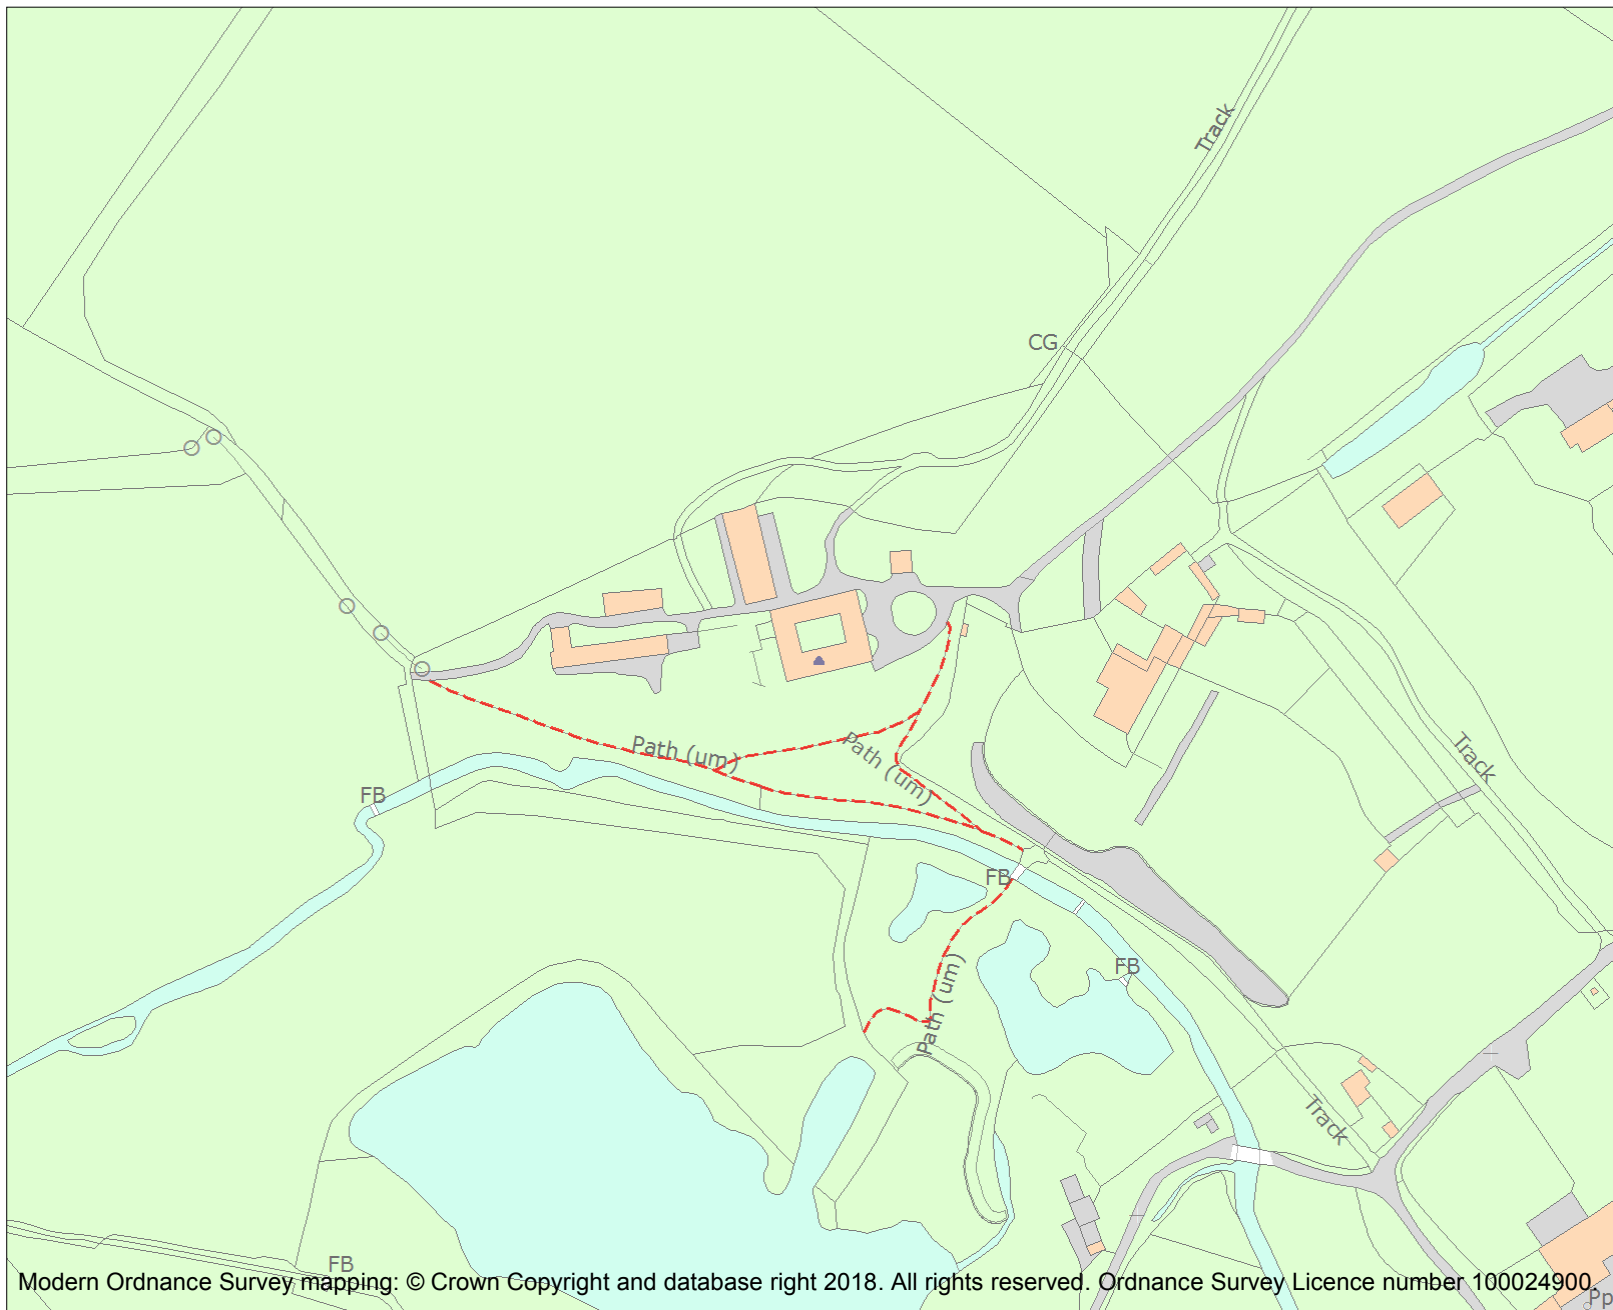 Track
CG
Path (um)
Path (um)
Track
FB
FB
FB
Path (um)
Track
FB
Modern Ordnance Survey mapping: © Crown Copyright and database right 2018. All rights reserved. Ordnance Survey Licence number 100024900.
Pp